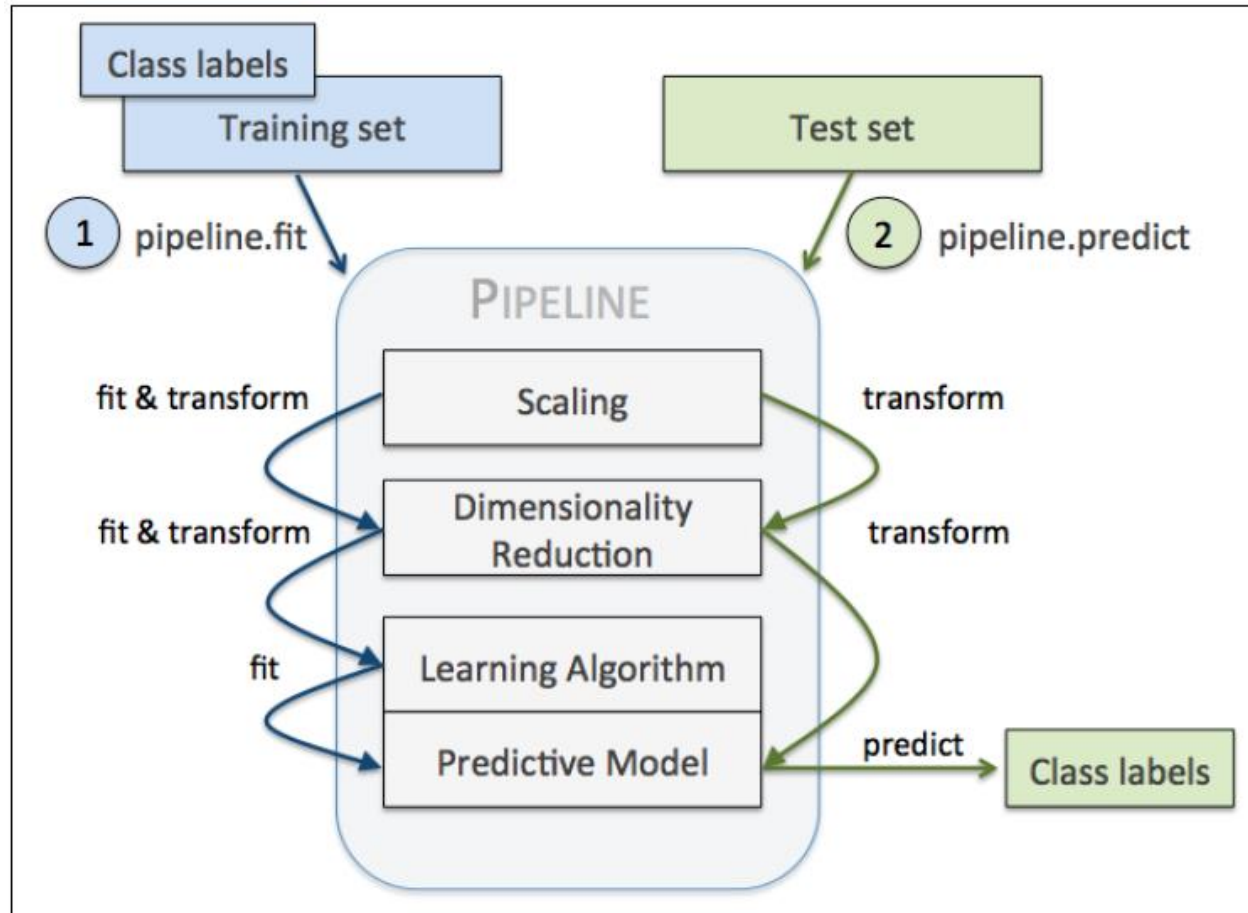 Class labels
Training set
Test set
1 pipeline.fit
2 pipeline.predict
PIPELINE
fit & transform
Scaling
transform
fit & transform
Dimensionality
Reduction
transform
fit
Learning Algorithm
Predictive Model
predict
Class labels